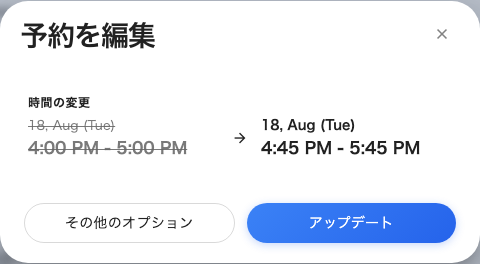 予約を編集
時間の変更
18, Aug (Tue)
4:00 PM - 5:00 PM
18, Aug (Tue)
4:45 PM - 5:45 PM
その他のオプション
アップデート